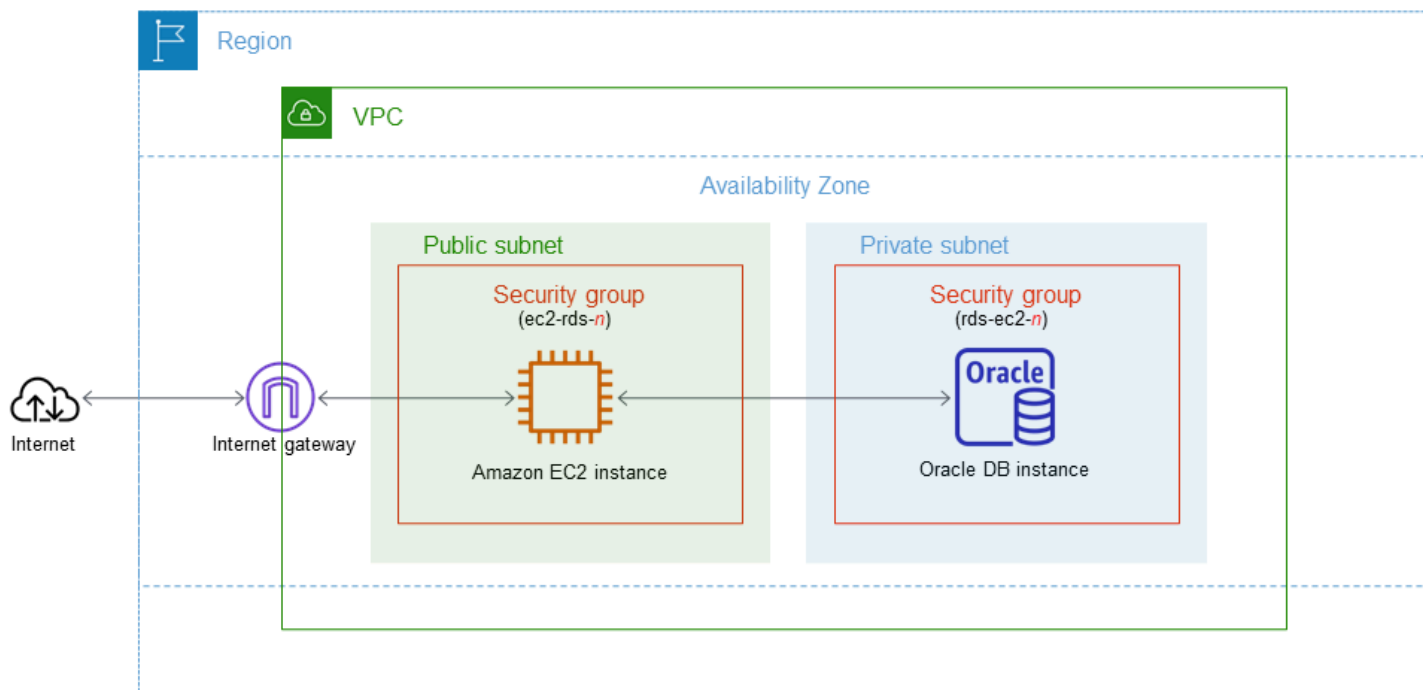 Region
VPC
Availability Zone
Public subnet
Private subnet
Security group
(ec2-rds-n)
Security group
(rds-ec2-n)
Oracle
Internet
Internet gateway
Amazon EC2 instance
Oracle DB instance